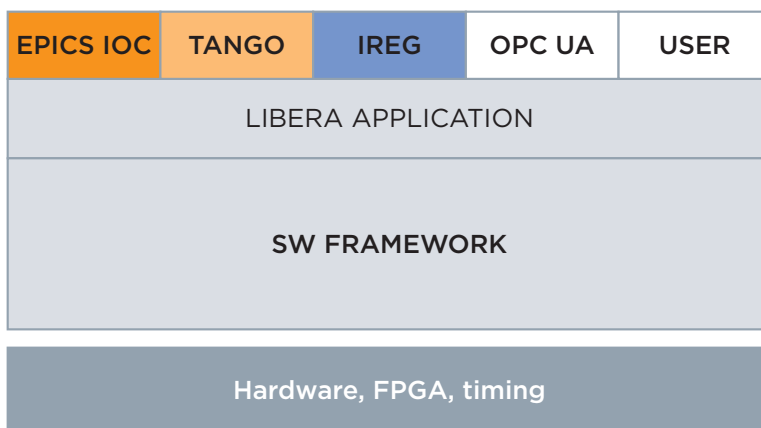 EPICS IOC TANGO IREG OPC UA USER
LIBERA APPLICATION
SW FRAMEWORK
Hardware, FPGA, timing